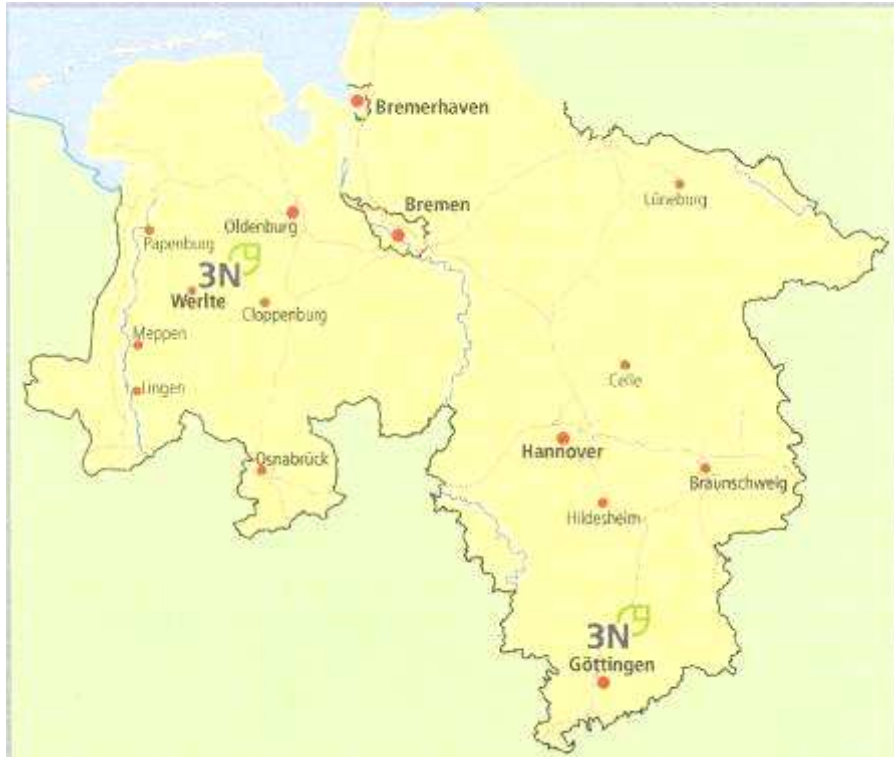 Bremerhaven
Lüneburg
Bremen
Oldenburg
Papenburg
3N
Werlte
Cloppenburg
Meppen
Celle
Lingen
Hannover
Osnabrück
Braunschweig
Hildesheim
3N
Göttingen